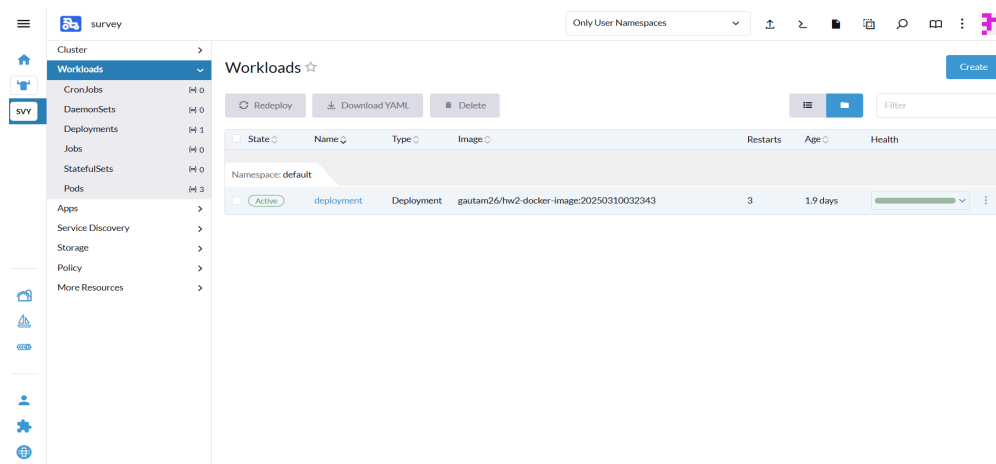 survey
Only User Namespaces
SVY
Cluster
Workloads
CronJobs 0
DaemonSets 0
Deployments 1
Jobs 0
StatefulSets 0
Pods 3
Apps
Service Discovery
Storage
Policy
More Resources
Workloads
Create
Redeploy
Download YAML
Delete
Filter
State Name Type Image Restarts Age Health
Namespace: default
Active deployment Deployment gautam26/hw2-docker-image:20250310032343 3 1.9 days